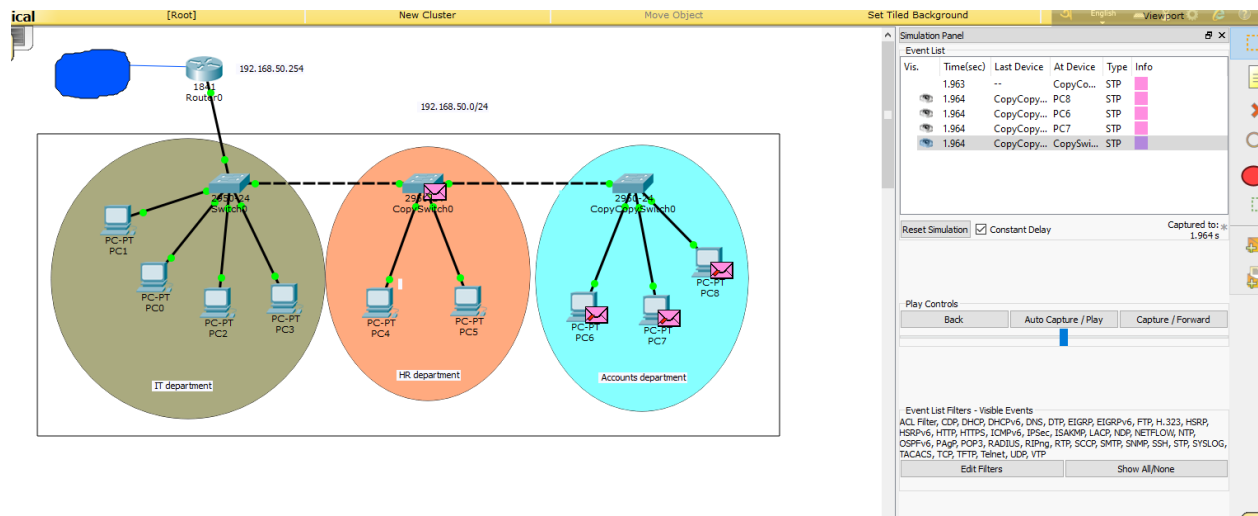 ical
[Root]
New Cluster
Move Object
Set Tiled Background
English
Viewport
192.168.50.254
1841
Router0
192.168.50.0/24
Switch0
CopySwitch0
2950-24
CopyCopySwitch0
PC-PT
PC1
PC-PT
PC0
PC-PT
PC2
PC-PT
PC3
PC-PT
PC4
PC-PT
PC5
PC-PT
PC6
PC-PT
PC7
PC-PT
PC8
IT department
HR department
Accounts department
Simulation Panel
Event List
Vis. Time(sec) Last Device At Device Type Info
1.963 -- CopyCo... STP
1.964 CopyCopy... PC8 STP
1.964 CopyCopy... PC6 STP
1.964 CopyCopy... PC7 STP
1.964 CopyCopy... CopySwi... STP
Reset Simulation Constant Delay Captured to: *
1.964 s
Play Controls
Back Auto Capture / Play Capture / Forward
Event List Filters - Visible Events
ACL Filter, CDP, DHCP, DHCPv6, DNS, DTP, EIGRP, EIGRPv6, FTP, H.323, HSRP,
HSRPv6, HTTP, HTTPS, ICMPv6, IPSec, ISAKMP, LACP, NDP, NETFLOW, NTP,
OSPFv6, PAgP, POP3, RADIUS, RIPng, RTP, SCCP, SMTP, SNMP, SSH, STP, SYSLOG,
TACACS, TCP, TFTP, Telnet, UDP, VTP
Edit Filters Show All/None